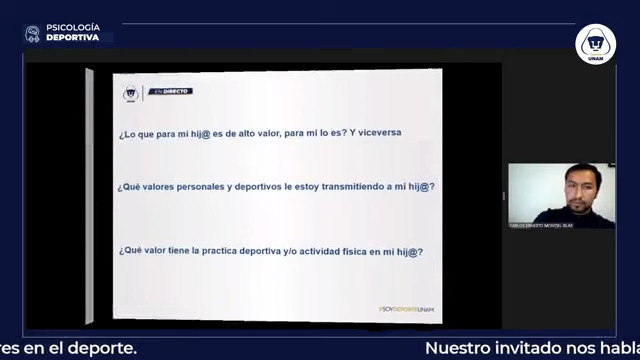 PSICOLOGÍA
DEPORTIVA
UNAM
UNAM
EN DIRECTO
¿Lo que para mi hij@ es de alto valor, para mi lo es? Y viceversa
¿Qué valores personales y deportivos le estoy transmitiendo a mi hij@?
¿Qué valor tiene la practica deportiva y/o actividad física en mi hij@?
#SOYDEPORTEUNAM
CARLOS ERNESTO MONTIEL ISLAS
res en el deporte.
Nuestro invitado nos habla